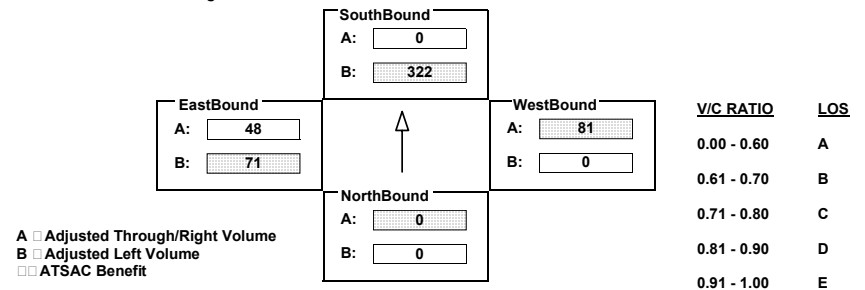 SouthBound
A: 0
B: 322
EastBound
A: 48
B: 71
WestBound
A: 81
B: 0
NorthBound
A: 0
B: 0
A □ Adjusted Through/Right Volume
B □ Adjusted Left Volume
□□ ATSAC Benefit
V/C RATIO LOS
0.00 - 0.60 A
0.61 - 0.70 B
0.71 - 0.80 C
0.81 - 0.90 D
0.91 - 1.00 E